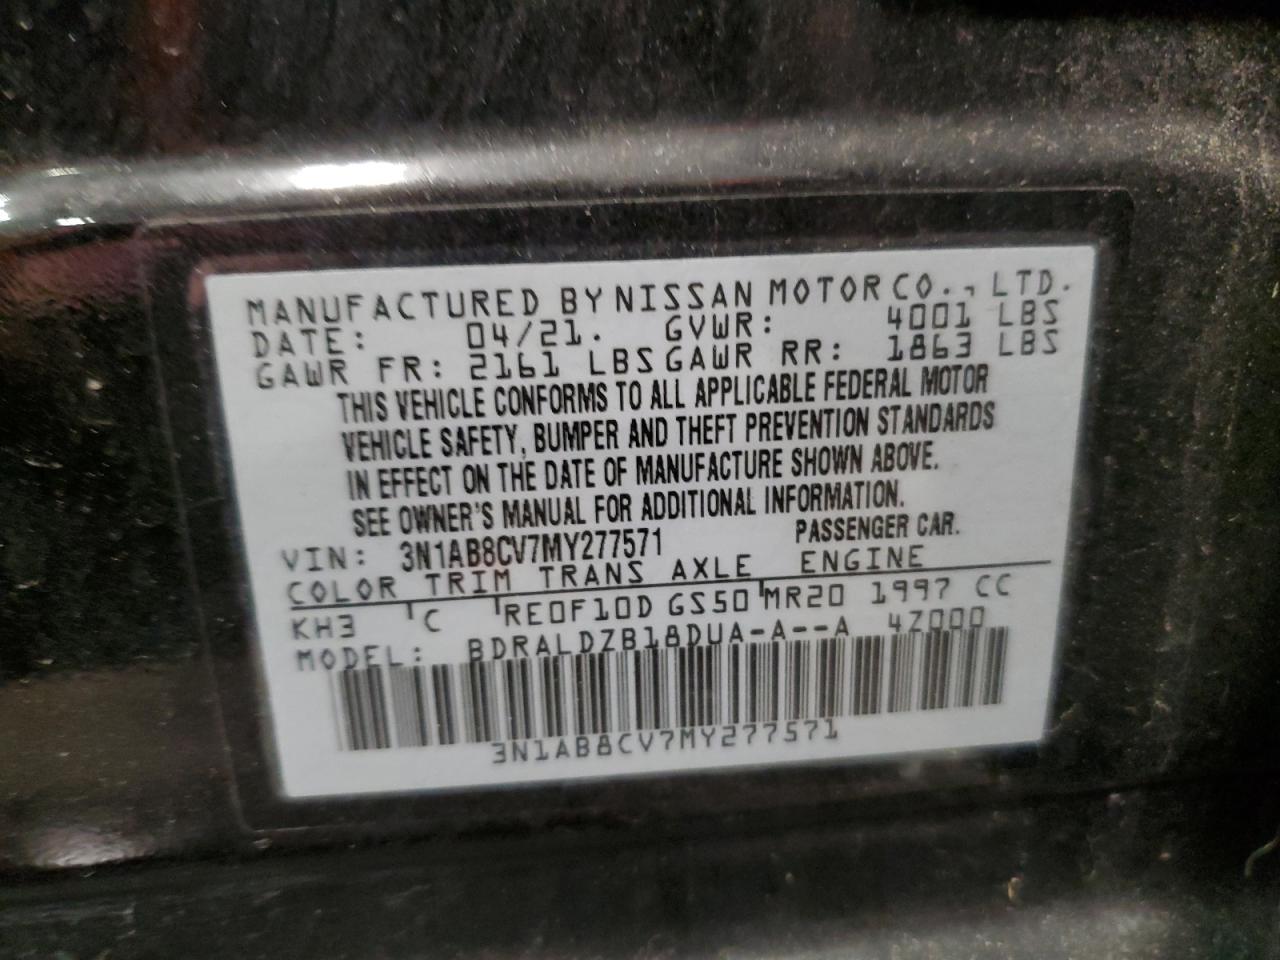 MANUFACTURED BY NISSAN MOTOR CO., LTD.
DATE: 04/21. GVWR: 4001 LBS
GAWR FR: 2161 LBS GAWR RR: 1863 LBS
THIS VEHICLE CONFORMS TO ALL APPLICABLE FEDERAL MOTOR
VEHICLE SAFETY, BUMPER AND THEFT PREVENTION STANDARDS
IN EFFECT ON THE DATE OF MANUFACTURE SHOWN ABOVE.
SEE OWNER'S MANUAL FOR ADDITIONAL INFORMATION.
VIN: 3N1AB8CV7MY277571 PASSENGER CAR.
COLOR TRIM TRANS AXLE ENGINE
KH3 C RE0F10D GS50 MR20 1997 CC
MODEL: BDRALDZB18DUA-A--A 4Z000
3N1AB8CV7MY277571